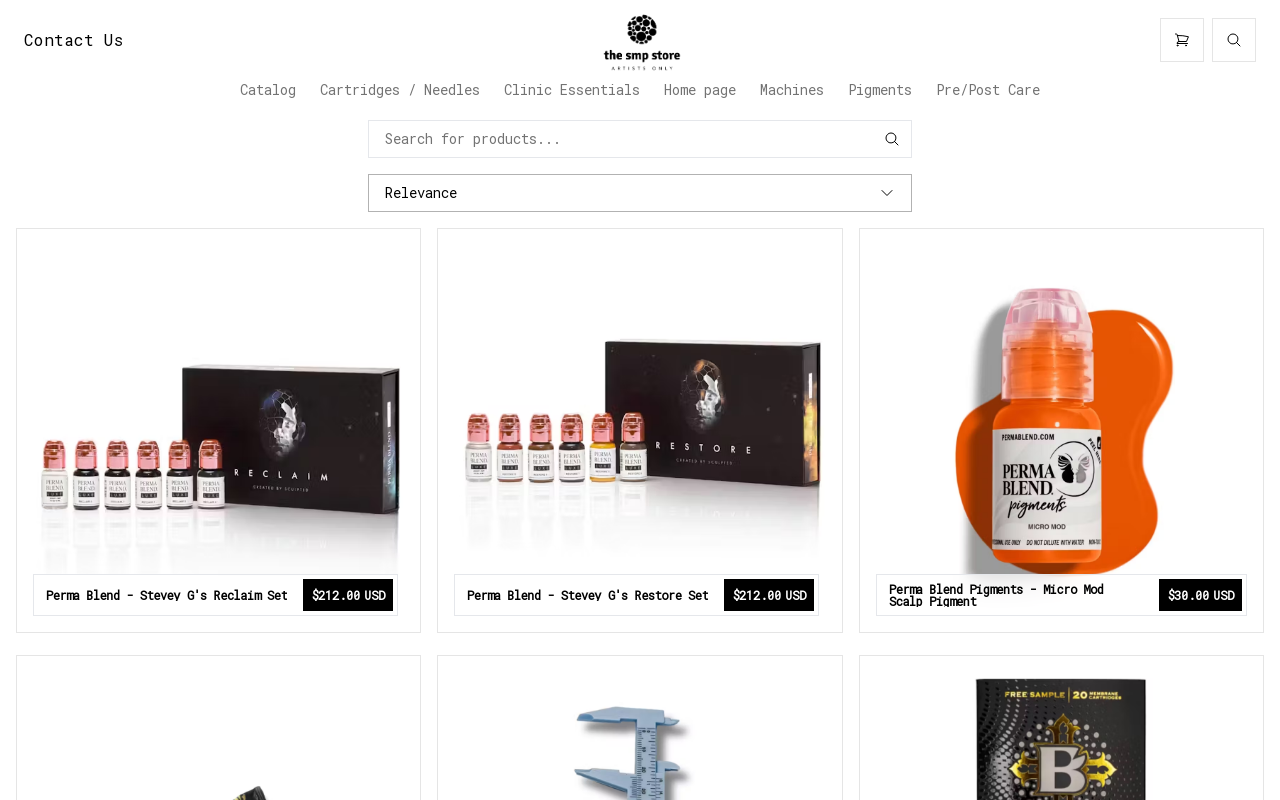 Contact Us
the smp store
ARTISTS ONLY
Catalog
Cartridges / Needles
Clinic Essentials
Home page
Machines
Pigments
Pre/Post Care
Search for products...
Relevance
RECLAIM
CREATED BY SCULPTED
RESTORE
CREATED BY SCULPTED
PERMABLEND.COM
PERMA
BLEND.
pigments
MICRO MOD
DO NOT DILUTE WITH WATER
Perma Blend - Stevey G's Reclaim Set
$212.00 USD
Perma Blend - Stevey G's Restore Set
$212.00 USD
Perma Blend Pigments - Micro Mod
Scalp Pigment
$30.00 USD
FREE SAMPLE | 20 MEMBRANE
CARTRIDGES
B